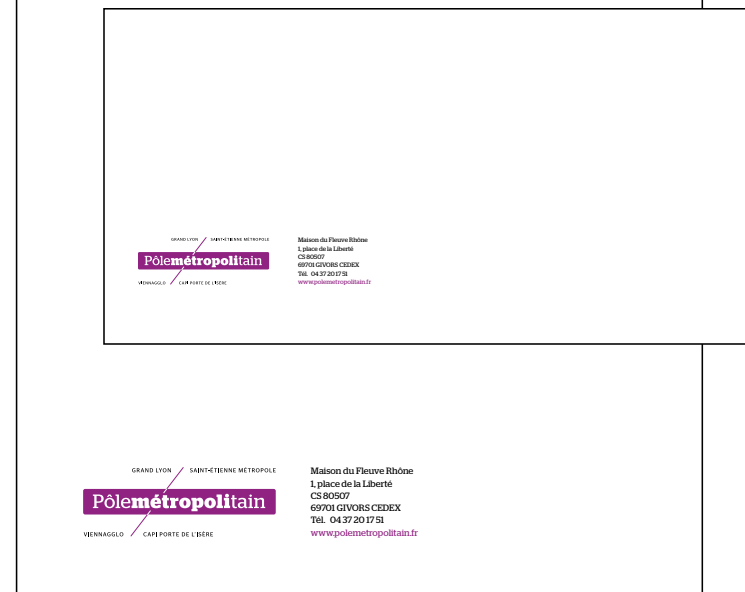 GRAND LYON / SAINT-ÉTIENNE MÉTROPOLE
Pôlemétropolitain
VIENNAGGLO / CAPI PORTE DE L'ISÈRE
Maison du Fleuve Rhône
1, place de la Liberté
CS 80507
69701 GIVORS CEDEX
Tél. 04 37 20 17 51
www.polemetropolitain.fr
GRAND LYON / SAINT-ÉTIENNE MÉTROPOLE
Pôlemétropolitain
VIENNAGGLO / CAPI PORTE DE L'ISÈRE
Maison du Fleuve Rhône
1, place de la Liberté
CS 80507
69701 GIVORS CEDEX
Tél. 04 37 20 17 51
www.polemetropolitain.fr